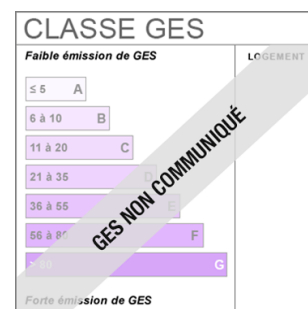 CLASSE GES
Faible émission de GES
LOGEMENT
≤ 5 A
6 à 10 B
11 à 20 C
21 à 35 D
36 à 55 E
56 à 80 F
> 80 G
GES NON COMMUNIQUÉ
Forte émission de GES